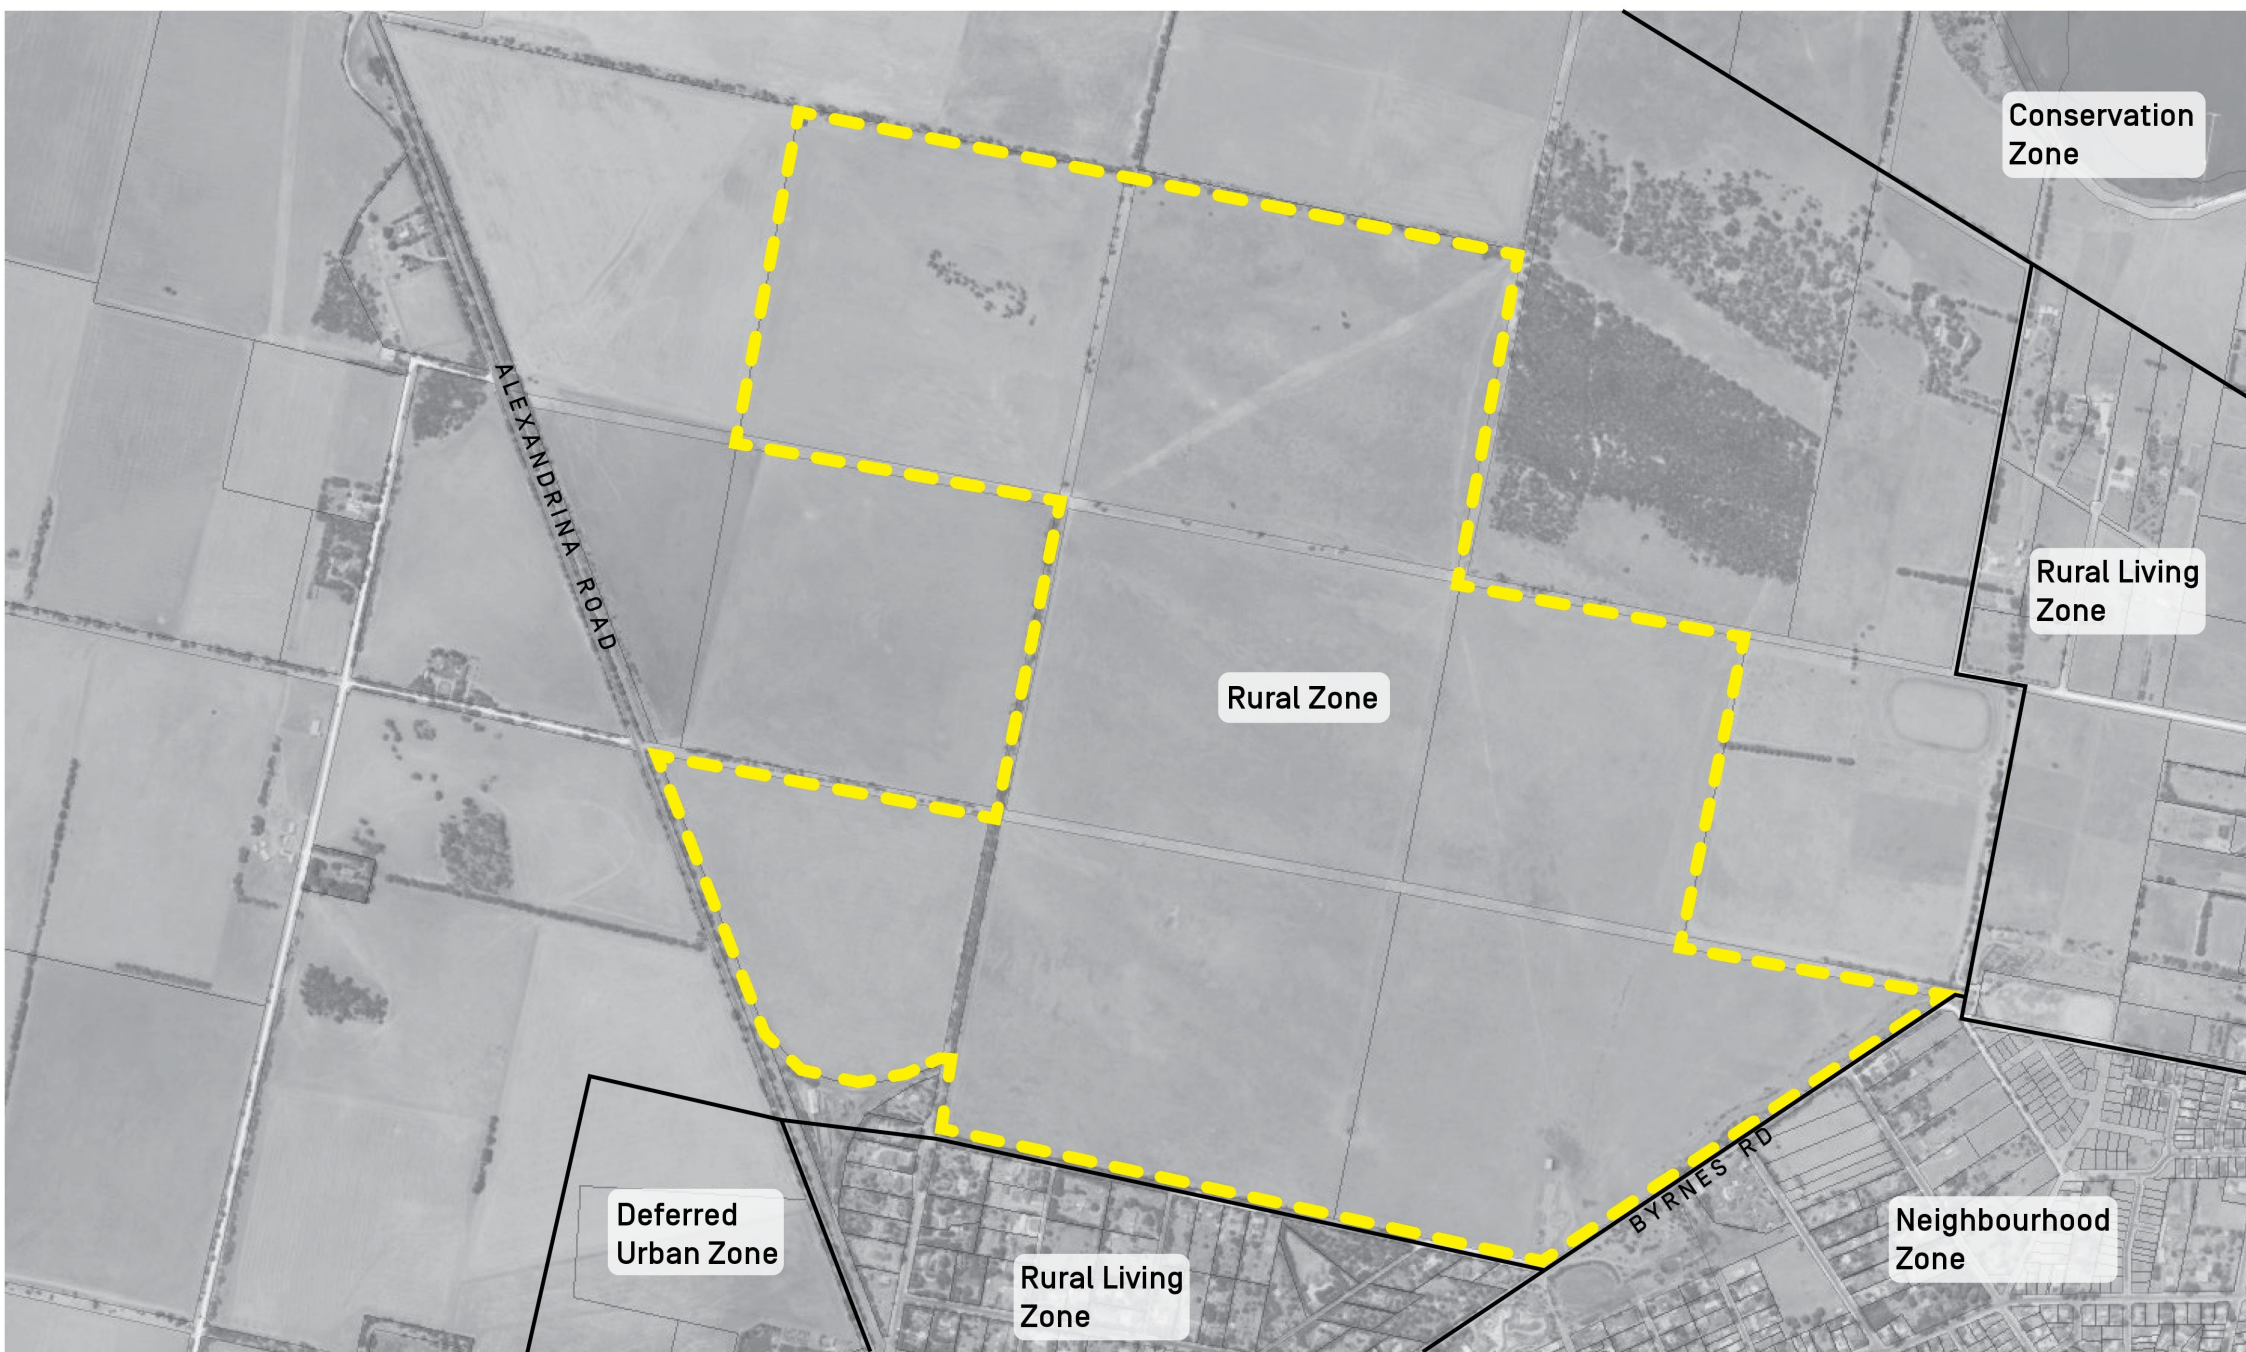 Conservation
Zone
ALEXANDRINA ROAD
Rural Living
Zone
Rural Zone
BYRNES RD
Deferred
Urban Zone
Neighbourhood
Zone
Rural Living
Zone